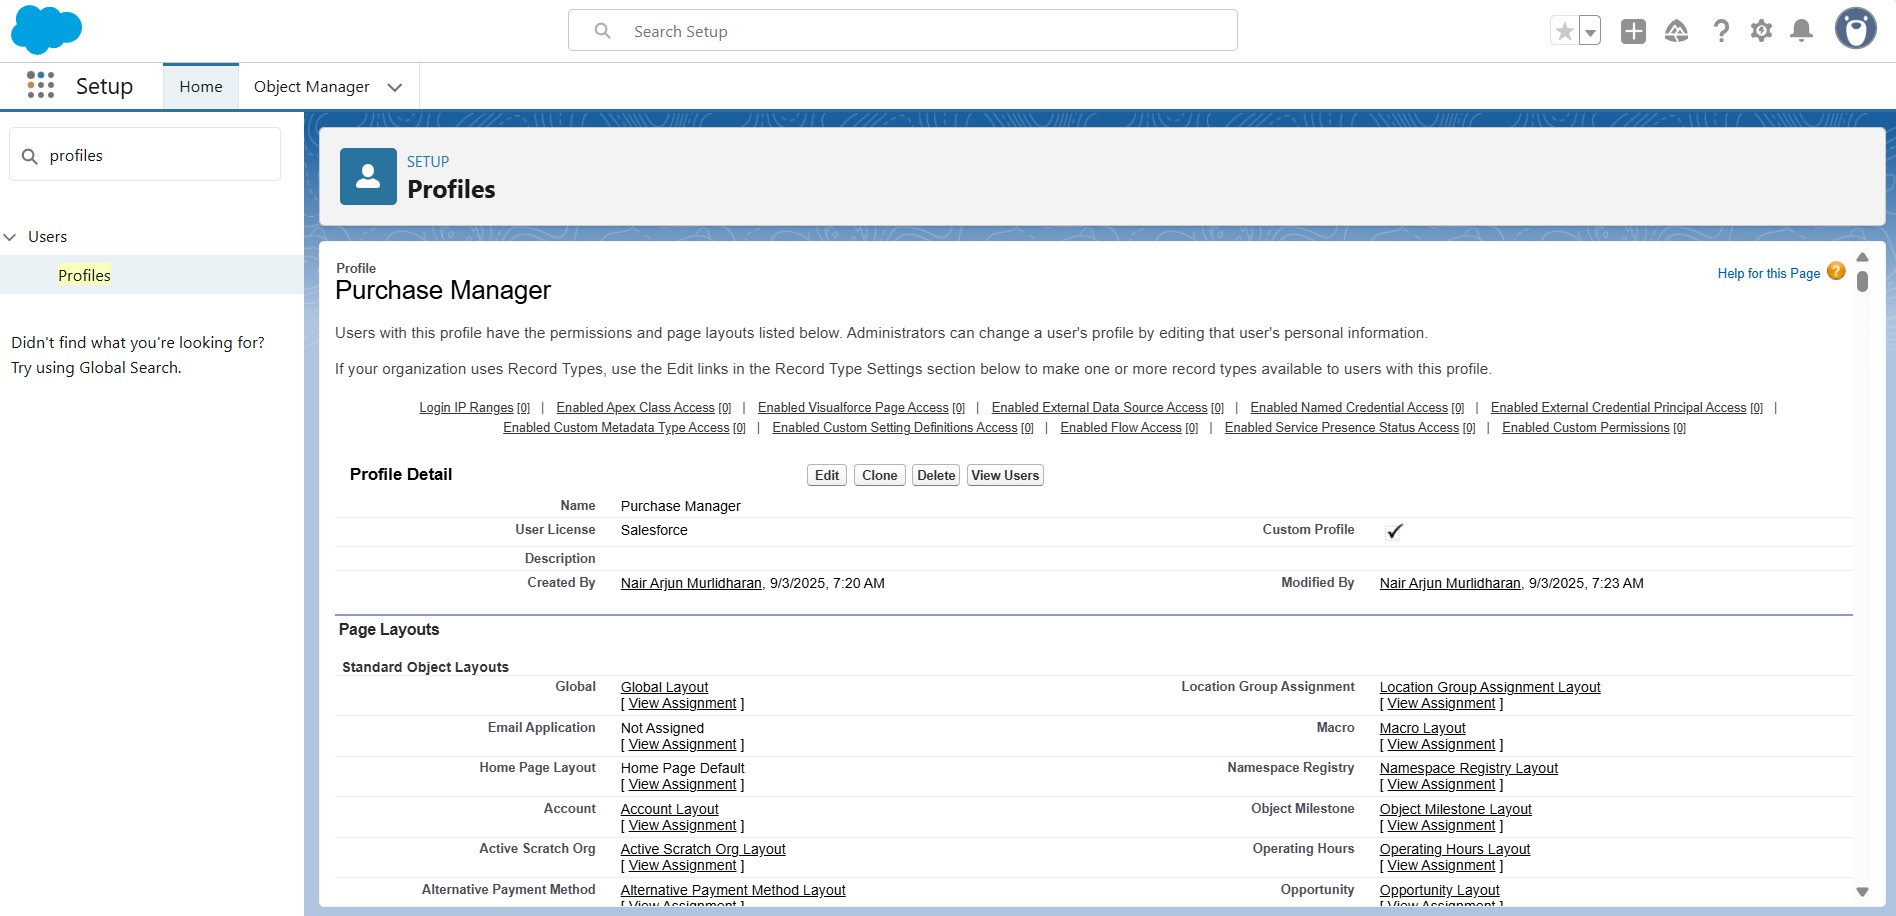 Search Setup
Setup
Home
Object Manager
profiles
Users
Profiles
Didn't find what you're looking for?
Try using Global Search.
SETUP
Profiles
Profile
Purchase Manager
Help for this Page ?
Users with this profile have the permissions and page layouts listed below. Administrators can change a user's profile by editing that user's personal information.
If your organization uses Record Types, use the Edit links in the Record Type Settings section below to make one or more record types available to users with this profile.
Login IP Ranges [0] | Enabled Apex Class Access [0] | Enabled Visualforce Page Access [0] | Enabled External Data Source Access [0] | Enabled Named Credential Access [0] | Enabled External Credential Principal Access [0] |
Enabled Custom Metadata Type Access [0] | Enabled Custom Setting Definitions Access [0] | Enabled Flow Access [0] | Enabled Service Presence Status Access [0] | Enabled Custom Permissions [0]
Profile Detail Edit Clone Delete View Users
Name Purchase Manager
User License Salesforce Custom Profile
Description
Created By Nair Arjun Murlidharan, 9/3/2025, 7:20 AM Modified By Nair Arjun Murlidharan, 9/3/2025, 7:23 AM
Page Layouts
Standard Object Layouts
Global Global Layout Location Group Assignment Location Group Assignment Layout
[ View Assignment ] [ View Assignment ]
Email Application Not Assigned Macro Macro Layout
[ View Assignment ] [ View Assignment ]
Home Page Layout Home Page Default Namespace Registry Namespace Registry Layout
[ View Assignment ] [ View Assignment ]
Account Account Layout Object Milestone Object Milestone Layout
[ View Assignment ] [ View Assignment ]
Active Scratch Org Active Scratch Org Layout Operating Hours Operating Hours Layout
[ View Assignment ] [ View Assignment ]
Alternative Payment Method Alternative Payment Method Layout Opportunity Opportunity Layout
[ View Assignment ] [ View Assignment ]